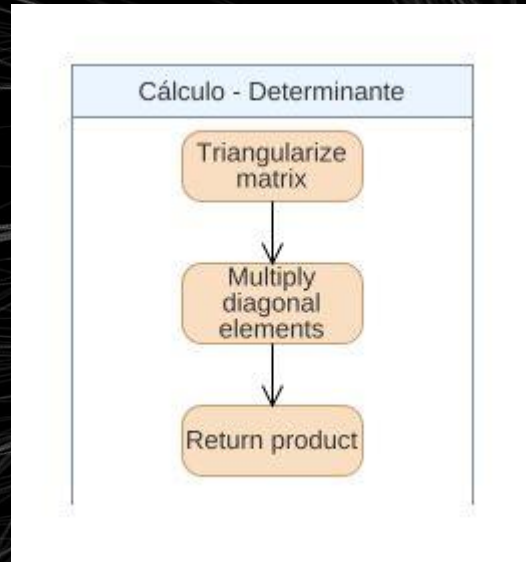 Cálculo - Determinante
Triangularize
matrix
Multiply
diagonal
elements
Return product